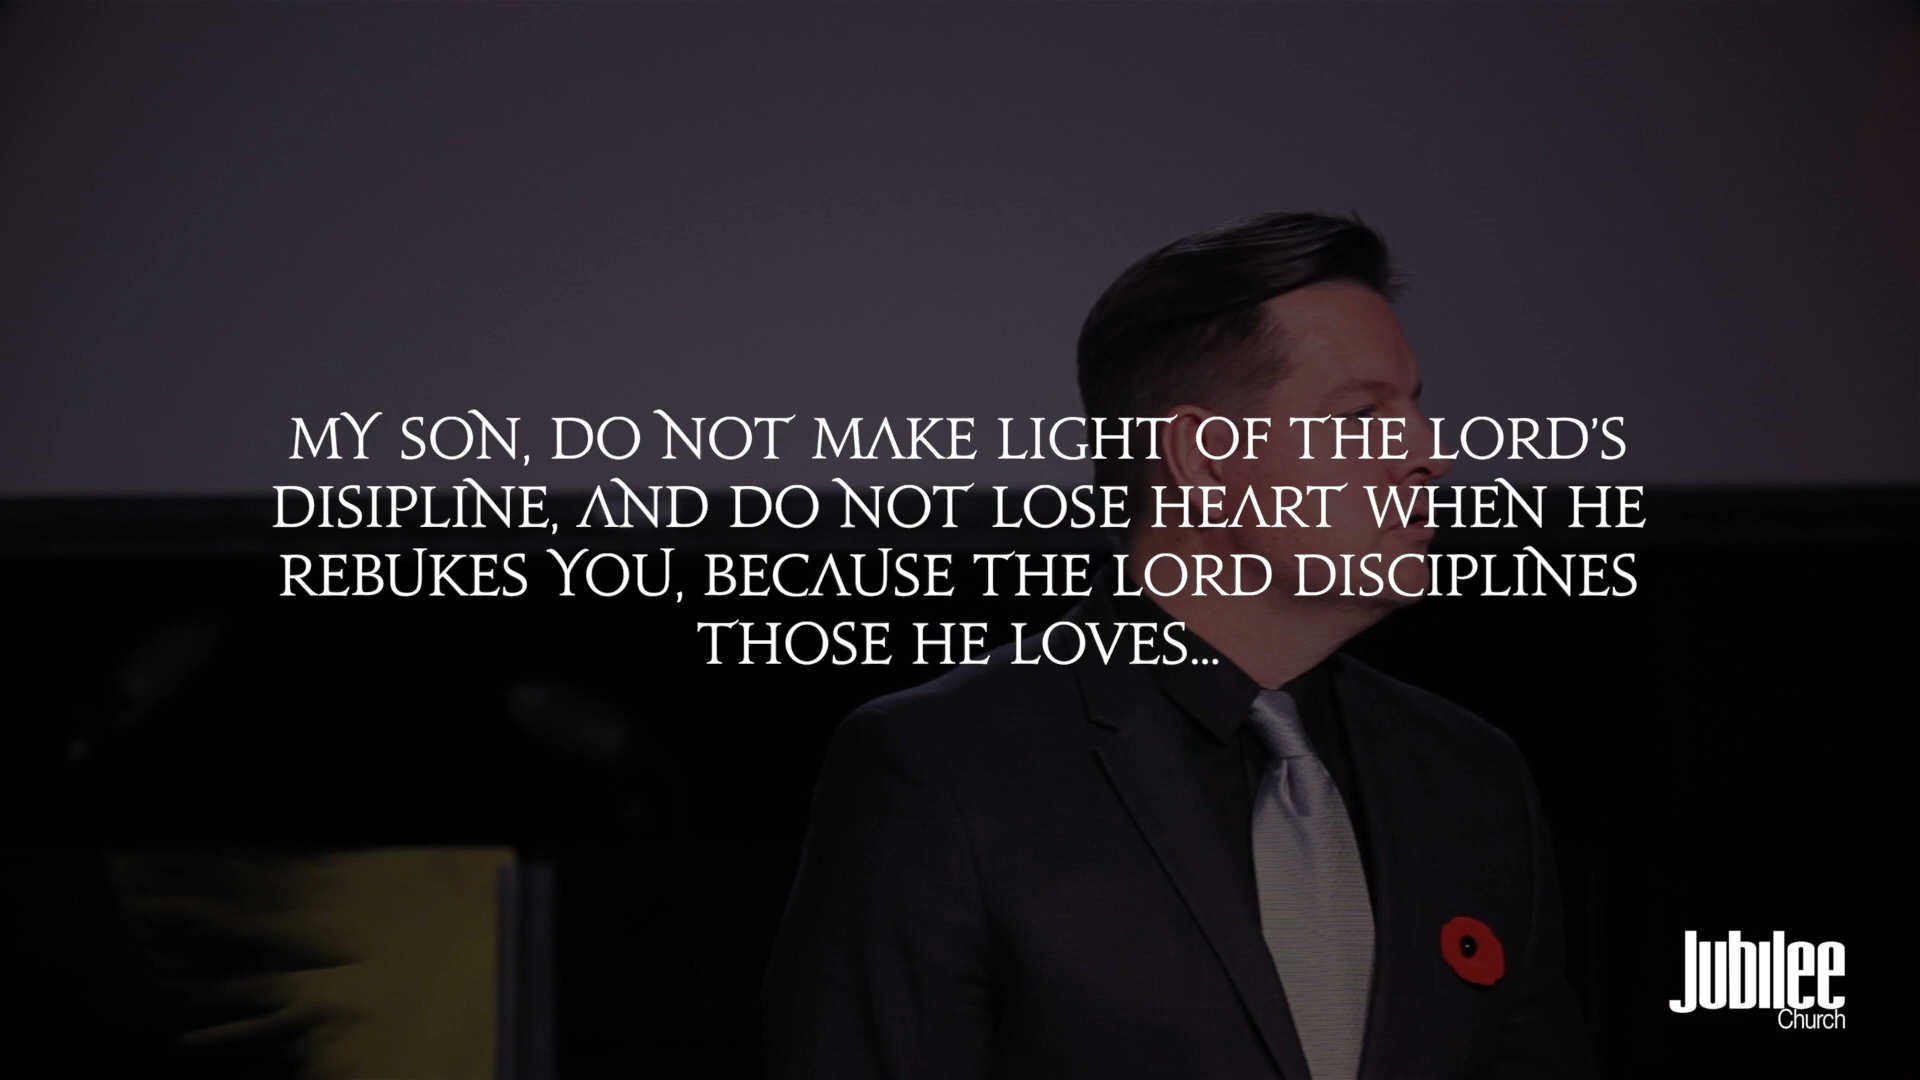 MY SON, DO NOT MAKE LIGHT OF THE LORD'S
DISIPLINE, AND DO NOT LOSE HEART WHEN HE
REBUKES YOU, BECAUSE THE LORD DISCIPLINES
THOSE HE LOVES...
Jubilee
Church